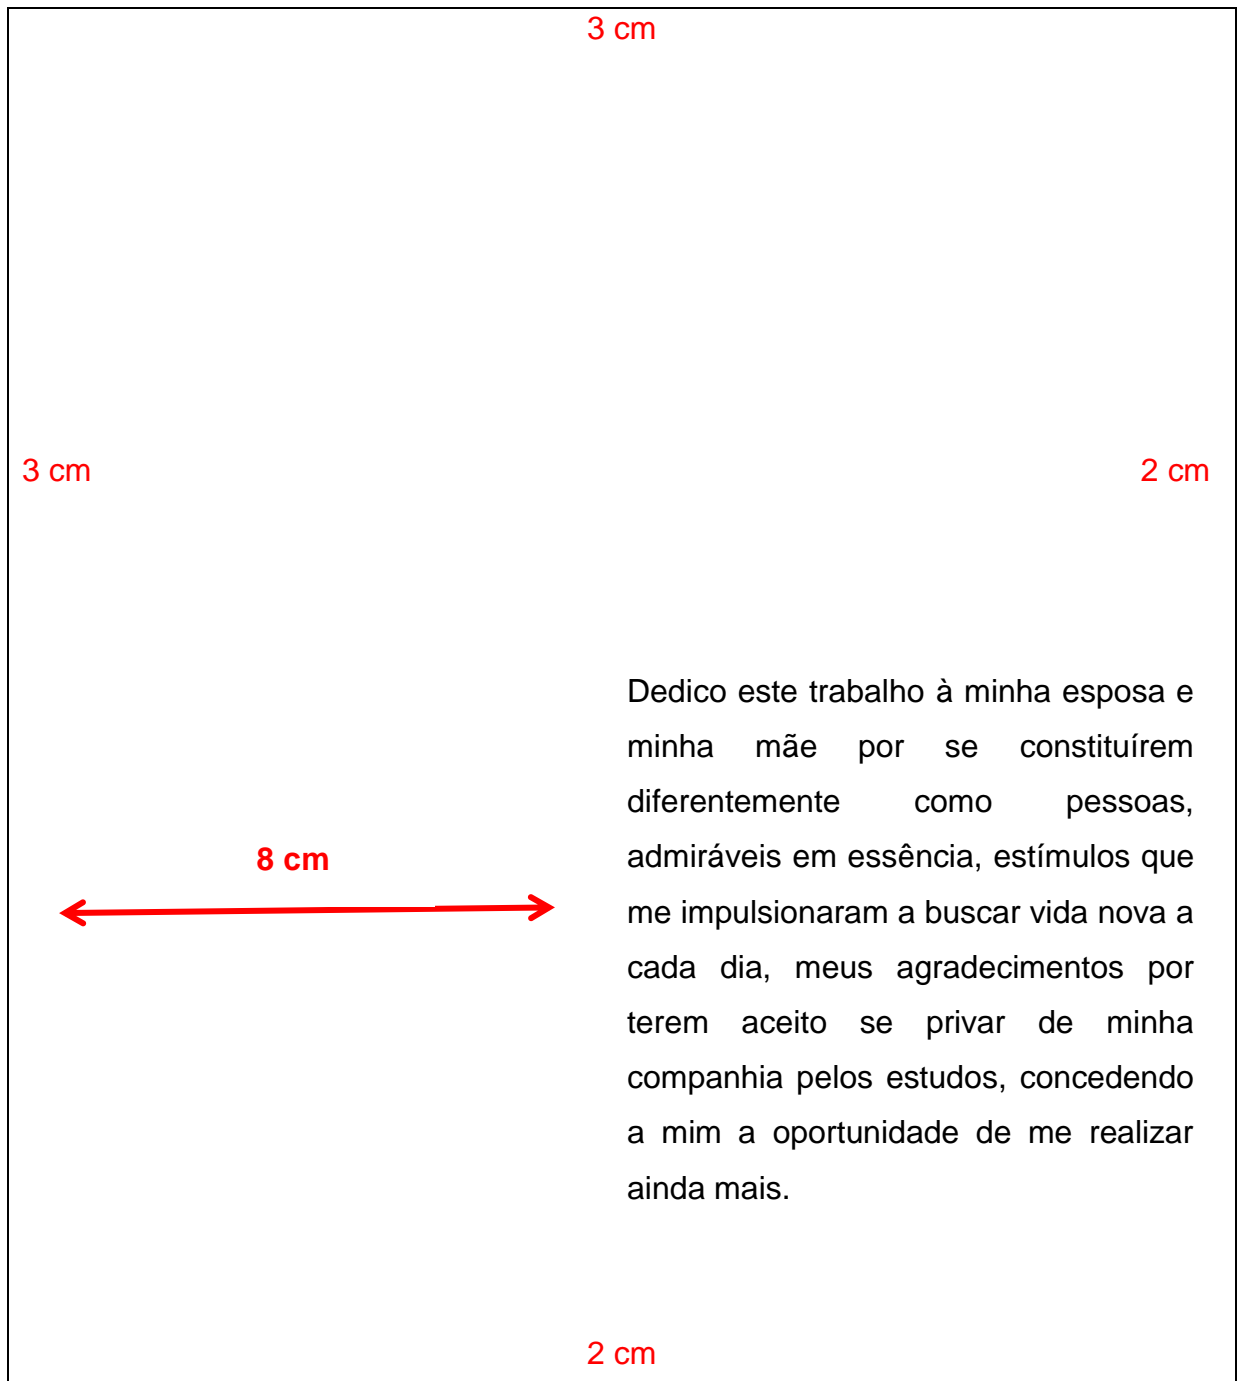 3 cm
3 cm
2 cm
Dedico este trabalho à minha esposa e
minha mãe por se constituírem
diferentemente como pessoas,
admiráveis em essência, estímulos que
me impulsionaram a buscar vida nova a
cada dia, meus agradecimentos por
terem aceito se privar de minha
companhia pelos estudos, concedendo
a mim a oportunidade de me realizar
ainda mais.
8 cm
2 cm